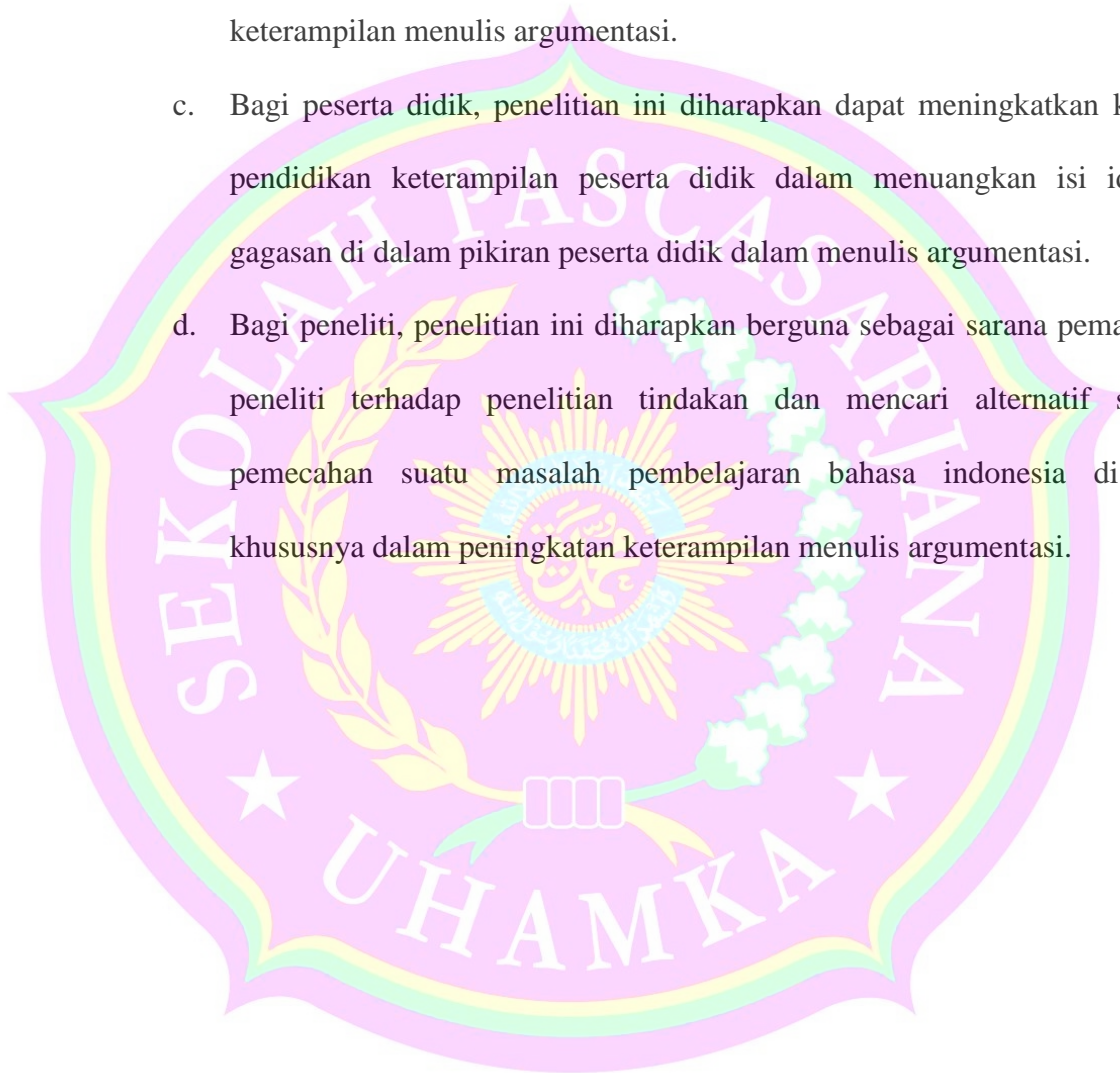 keterampilan menulis argumentasi.
c. Bagi peserta didik, penelitian ini diharapkan dapat meningkatkan
pendidikan keterampilan peserta didik dalam menuangkan isi
gagasan di dalam pikiran peserta didik dalam menulis argumentasi.
d. Bagi peneliti, penelitian ini diharapkan berguna sebagai sarana
peneliti terhadap penelitian tindakan dan mencari alternatif
pemecahan suatu masalah pembelajaran bahasa indonesia di
khususnya dalam peningkatan keterampilan menulis argumentasi.
SEKOLAH PASCASARJANA
UHAMKA